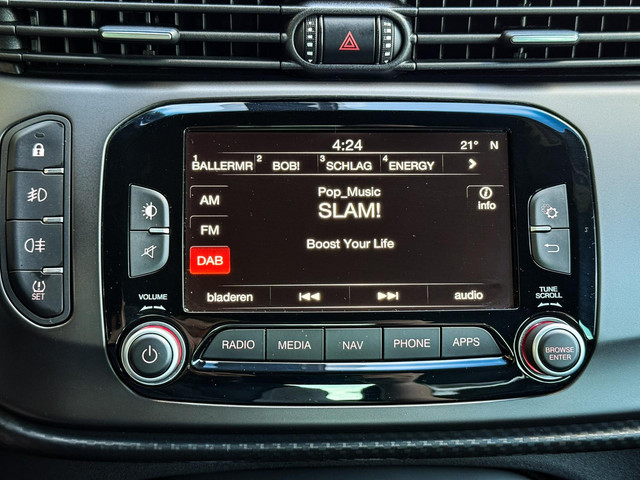 4:24 21° N
1 BALLERMR 2 BOB! 3 SCHLAG 4 ENERGY
AM
Pop_Music
SLAM!
Info
FM
Boost Your Life
DAB
bladeren audio
SET
VOLUME
TUNE
SCROLL
RADIO MEDIA NAV PHONE APPS
BROWSE
ENTER